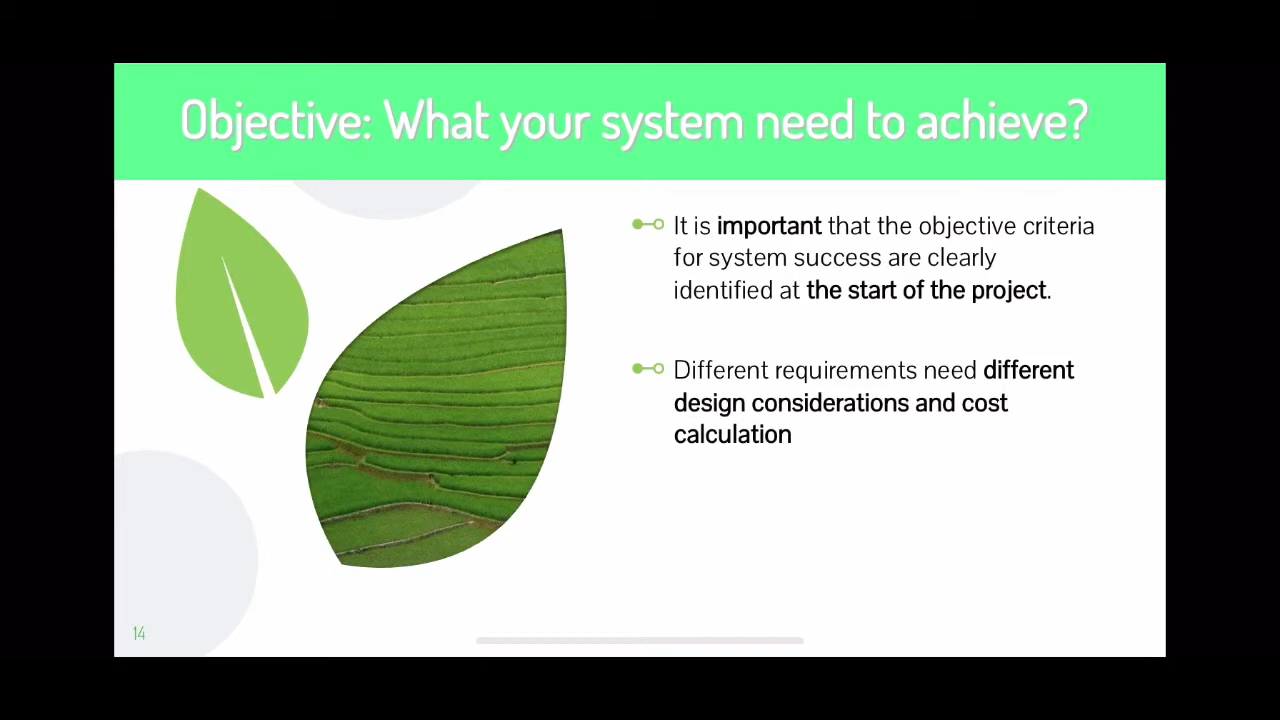 Objective: What your system need to achieve?
It is important that the objective criteria
for system success are clearly
identified at the start of the project.
Different requirements need different
design considerations and cost
calculation
14